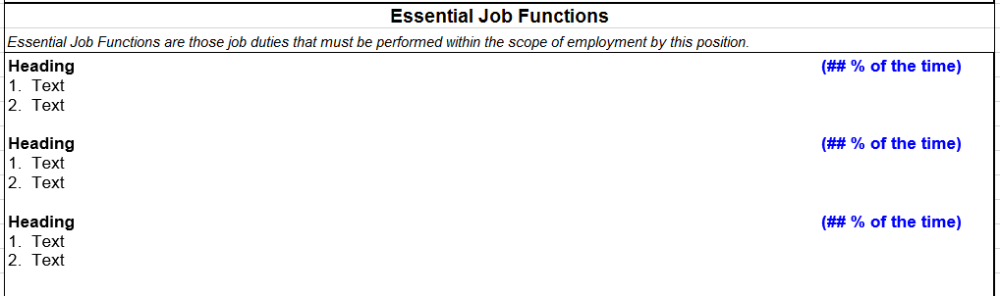 Essential Job Functions
Essential Job Functions are those job duties that must be performed within the scope of employment by this position.
Heading (## % of the time)
1. Text
2. Text
Heading (## % of the time)
1. Text
2. Text
Heading (## % of the time)
1. Text
2. Text